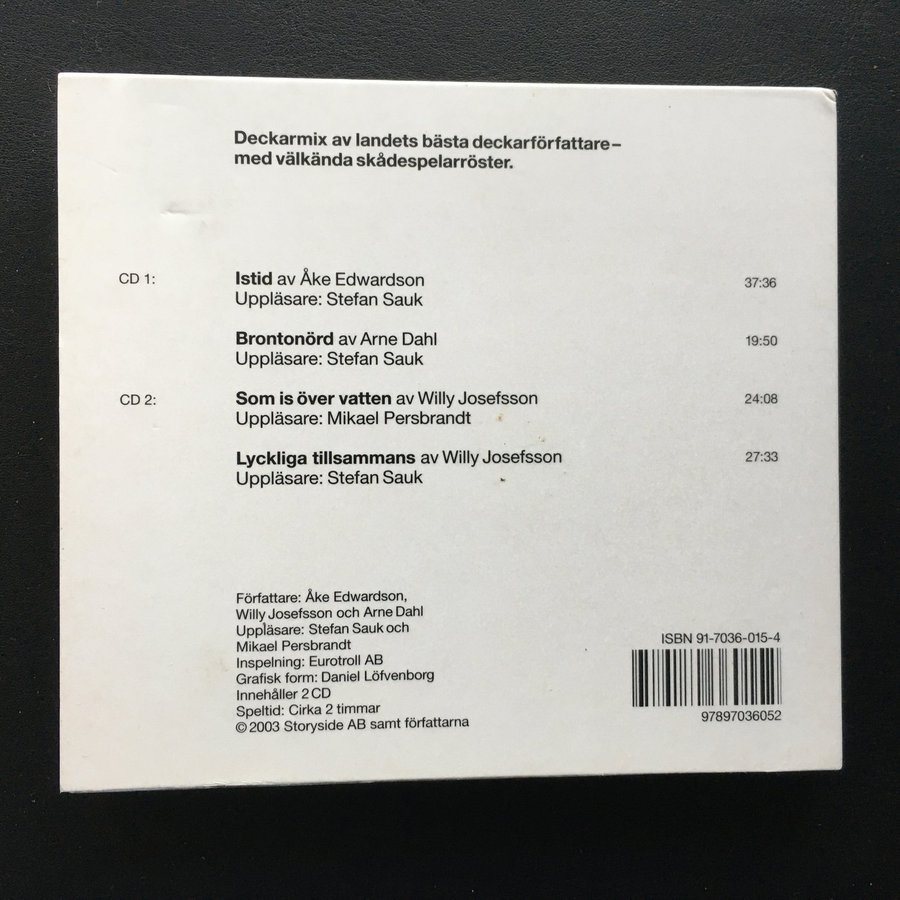 Deckarmix av landets bästa deckarförfattare–
med välkända skådespelarröster.
CD 1: Istid av Åke Edwardson 37:36
Uppläsare: Stefan Sauk
Brontonörd av Arne Dahl 19:50
Uppläsare: Stefan Sauk
CD 2: Som is över vatten av Willy Josefsson 24:08
Uppläsare: Mikael Persbrandt
Lyckliga tillsammans av Willy Josefsson 27:33
Uppläsare: Stefan Sauk
Författare: Åke Edwardson,
Willy Josefsson och Arne Dahl
Uppläsare: Stefan Sauk och
Mikael Persbrandt
Inspelning: Eurotroll AB
Grafisk form: Daniel Löfvenborg
Innehåller 2 CD
Speltid: Cirka 2 timmar
© 2003 Storyside AB samt författarna
ISBN 91-7036-015-4
97897036052